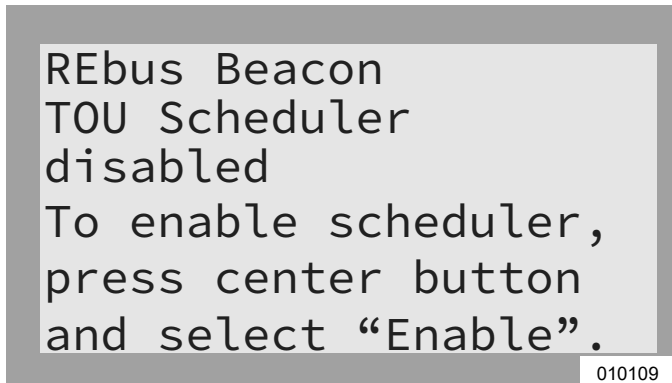 REbus Beacon
TOU Scheduler
disabled
To enable scheduler,
press center button
and select “Enable”.
010109